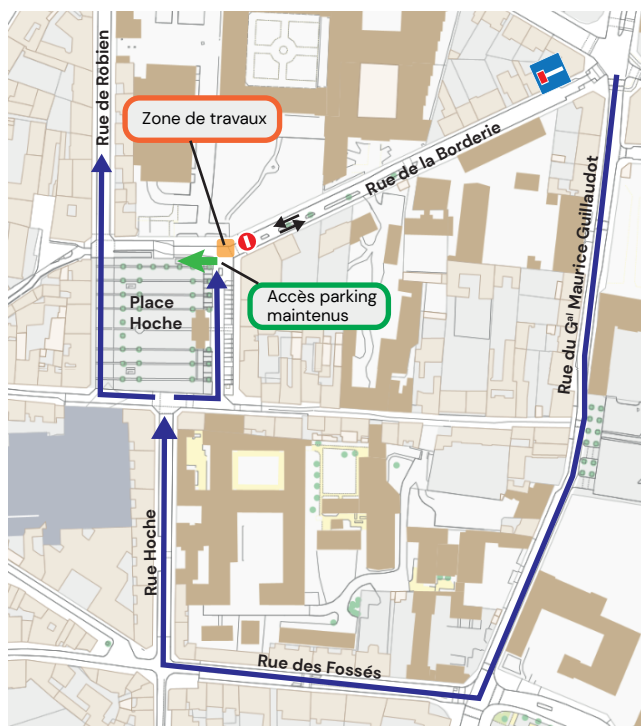 Rue de Robien
Zone de travaux
Rue de la Borderie
Rue du Gal Maurice Guillaudot
Place
Hoche
Accès parking
maintenus
Rue Hoche
Rue des Fossés